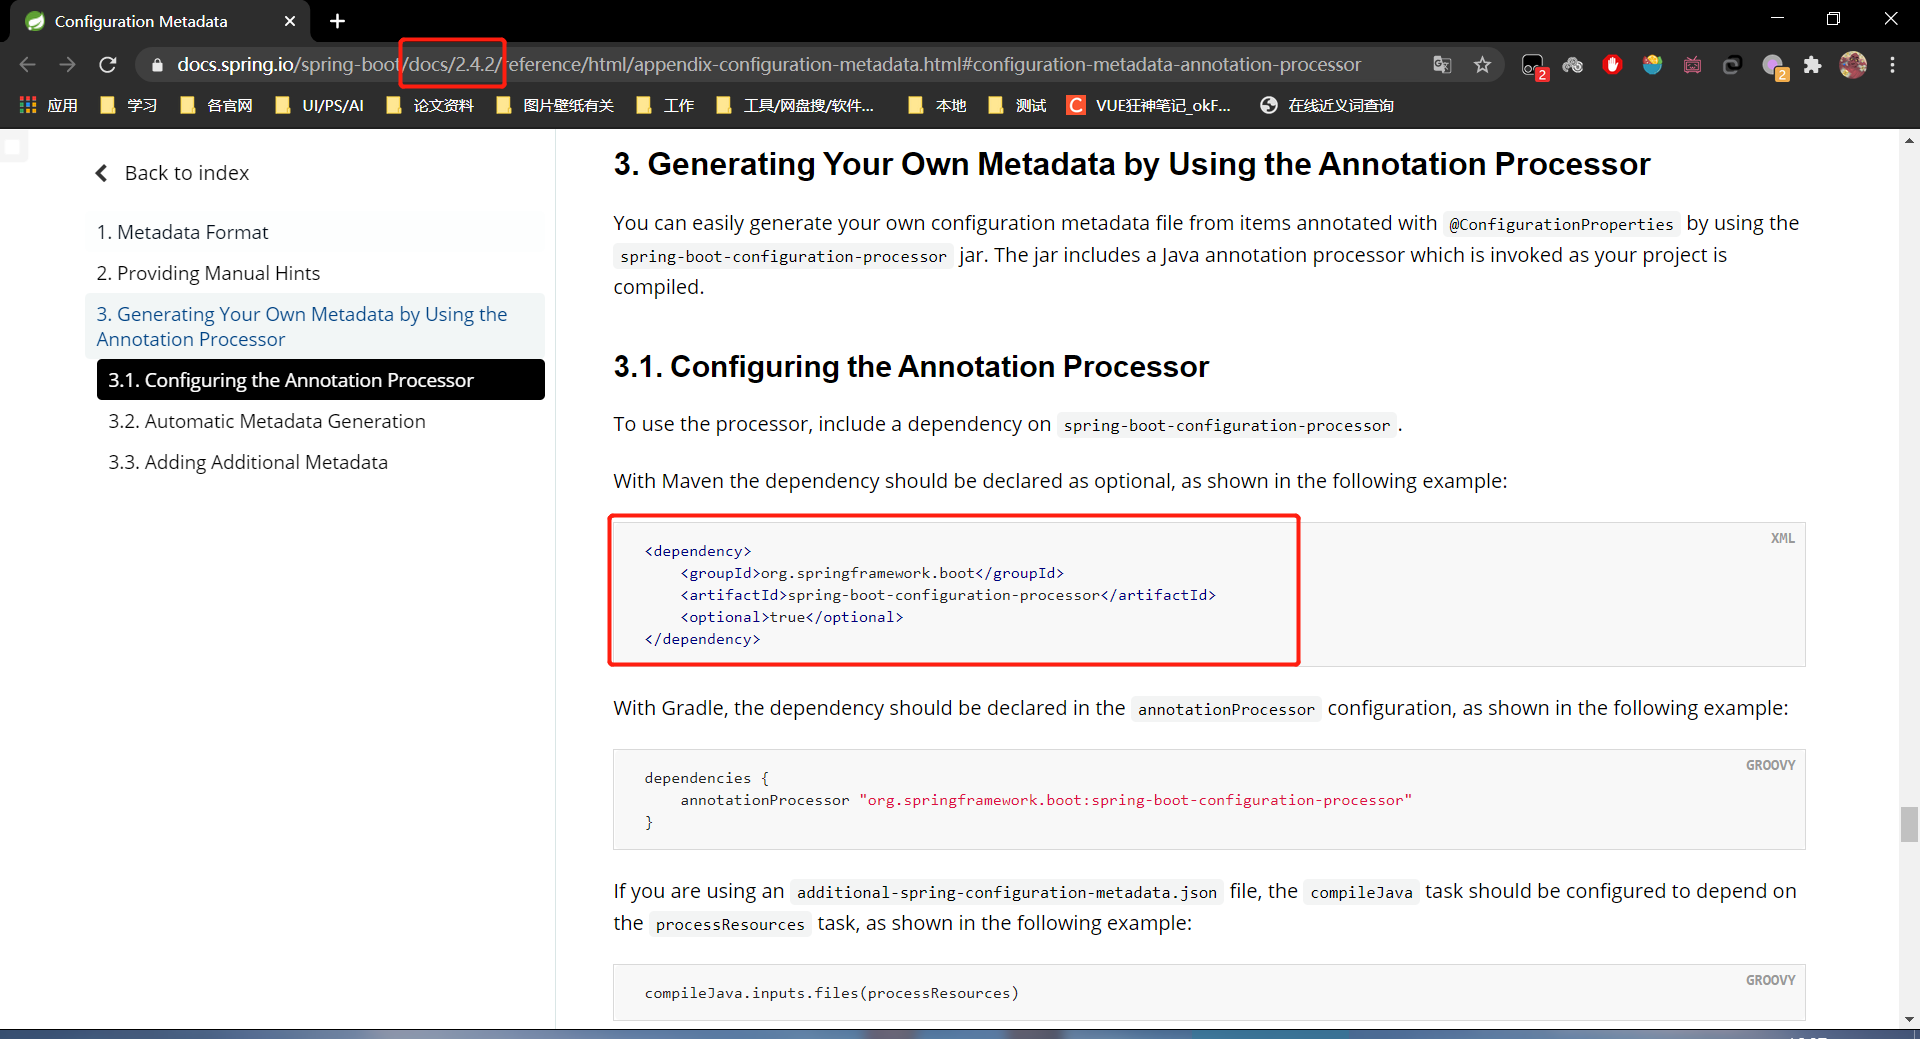 Configuration Metadata
docs.spring.io/spring-boot/docs/2.4.2/reference/html/appendix-configuration-metadata.html#configuration-metadata-annotation-processor
2
2
应用
学习
各官网
UI/PS/AI
论文资料
图片壁纸有关
工作
工具/网盘搜/软件...
本地
测试
C
VUE狂神笔记_okF...
在线近义词查询
Back to index
1. Metadata Format
2. Providing Manual Hints
3. Generating Your Own Metadata by Using the
Annotation Processor
3.1. Configuring the Annotation Processor
3.2. Automatic Metadata Generation
3.3. Adding Additional Metadata
3. Generating Your Own Metadata by Using the Annotation Processor
You can easily generate your own configuration metadata file from items annotated with @ConfigurationProperties by using the
spring-boot-configuration-processor jar. The jar includes a Java annotation processor which is invoked as your project is
compiled.
3.1. Configuring the Annotation Processor
To use the processor, include a dependency on spring-boot-configuration-processor.
With Maven the dependency should be declared as optional, as shown in the following example:
XML
<dependency>
<groupId>org.springframework.boot</groupId>
<artifactId>spring-boot-configuration-processor</artifactId>
<optional>true</optional>
</dependency>
With Gradle, the dependency should be declared in the annotationProcessor configuration, as shown in the following example:
GROOVY
dependencies {
annotationProcessor "org.springframework.boot:spring-boot-configuration-processor"
}
If you are using an additional-spring-configuration-metadata.json file, the compileJava task should be configured to depend on
the processResources task, as shown in the following example:
GROOVY
compileJava.inputs.files(processResources)